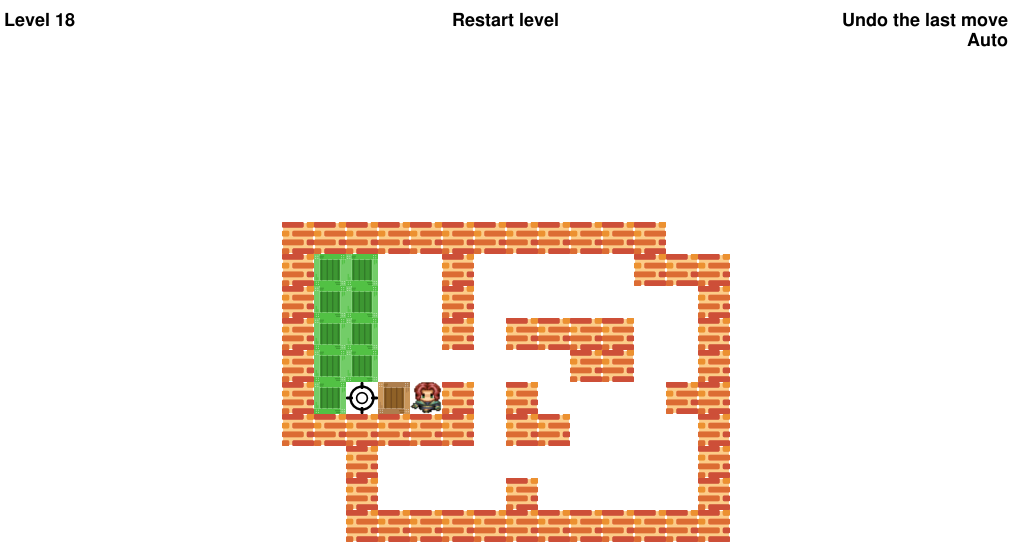 Level 18
Restart level
Undo the last move
Auto